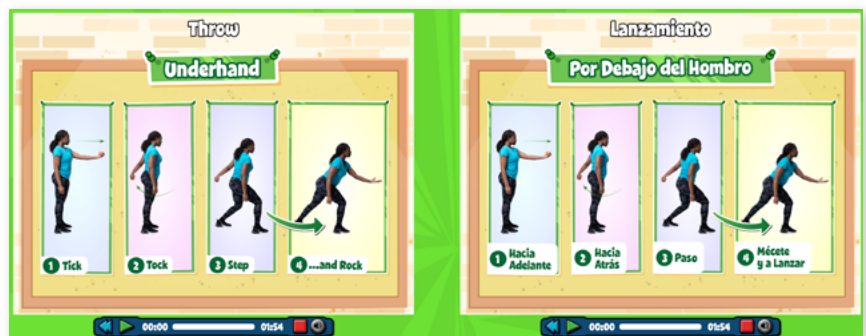 Throw
Underhand
1 Tick
2 Tock
3 Step
4 ...and Rock
00:00
01:54
Lanzamiento
Por Debajo del Hombro
1 Hacia
Adelante
2 Hacia
Atrás
3 Paso
4 Mécete
y a Lanzar
00:00
01:54